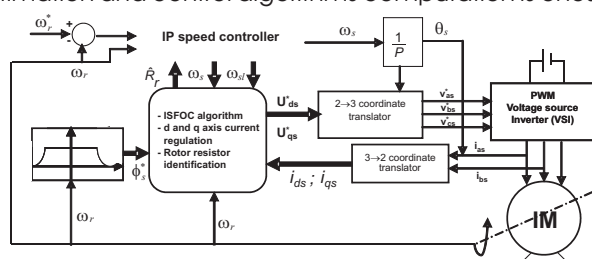 ω*r
+
-
ωr
IP speed controller
R̂r
ωs
ωsl
ωs
1/P
θs
- ISFOC algorithm
- d and q axis current
regulation
- Rotor resistor
identification
U*ds
U*qs
2→3 coordinate
translator
v*as
v*bs
v*cs
PWM
Voltage source
Inverter (VSI)
3→2 coordinate
translator
ias
ibs
ids ; iqs
ϕ*s
ωr
ωr
IM